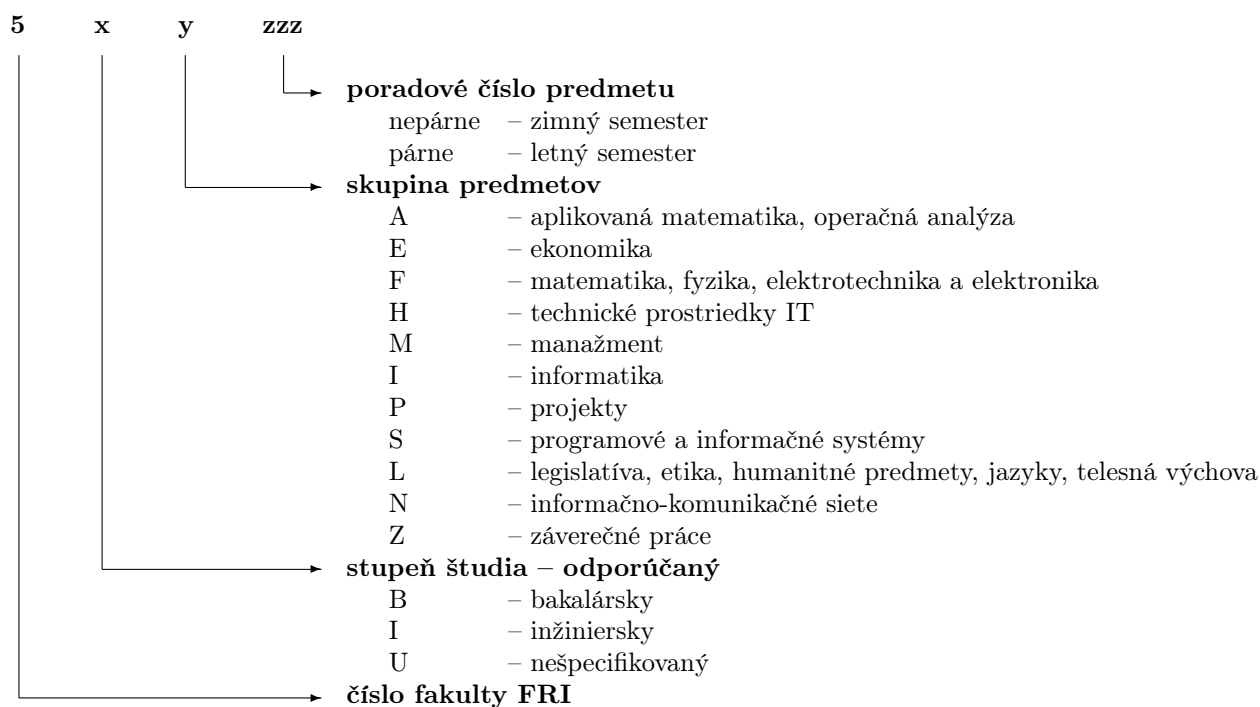 5 x y zzz
poradové číslo predmetu
nepárne – zimný semester
párne – letný semester
skupina predmetov
A – aplikovaná matematika, operačná analýza
E – ekonomika
F – matematika, fyzika, elektrotechnika a elektronika
H – technické prostriedky IT
M – manažment
I – informatika
P – projekty
S – programové a informačné systémy
L – legislatíva, etika, humanitné predmety, jazyky, telesná výchova
N – informačno-komunikačné siete
Z – záverečné práce
stupeň štúdia – odporúčaný
B – bakalársky
I – inžiniersky
U – nešpecifikovaný
číslo fakulty FRI